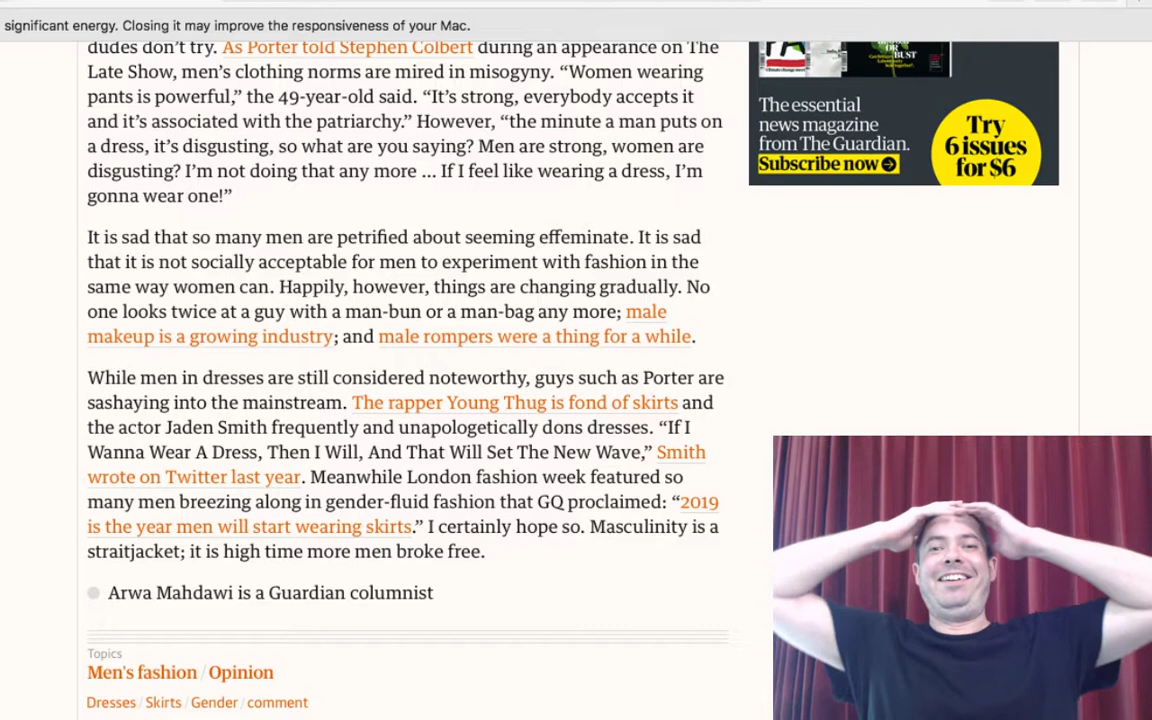 significant energy. Closing it may improve the responsiveness of your Mac.
dudes don’t try. As Porter told Stephen Colbert during an appearance on The
Late Show, men’s clothing norms are mired in misogyny. “Women wearing
pants is powerful,” the 49-year-old said. “It’s strong, everybody accepts it
and it’s associated with the patriarchy.” However, “the minute a man puts on
a dress, it’s disgusting, so what are you saying? Men are strong, women are
disgusting? I’m not doing that any more ... If I feel like wearing a dress, I’m
gonna wear one!”
It is sad that so many men are petrified about seeming effeminate. It is sad
that it is not socially acceptable for men to experiment with fashion in the
same way women can. Happily, however, things are changing gradually. No
one looks twice at a guy with a man-bun or a man-bag any more; male
makeup is a growing industry; and male rompers were a thing for a while.
While men in dresses are still considered noteworthy, guys such as Porter are
sashaying into the mainstream. The rapper Young Thug is fond of skirts and
the actor Jaden Smith frequently and unapologetically dons dresses. “If I
Wanna Wear A Dress, Then I Will, And That Will Set The New Wave,” Smith
wrote on Twitter last year. Meanwhile London fashion week featured so
many men breezing along in gender-fluid fashion that GQ proclaimed: “2019
is the year men will start wearing skirts.” I certainly hope so. Masculinity is a
straitjacket; it is high time more men broke free.
Arwa Mahdawi is a Guardian columnist
Topics
Men's fashion / Opinion
Dresses / Skirts / Gender / comment
OR
BUST
The essential
news magazine
from The Guardian.
Subscribe now
Try
6 issues
for $6